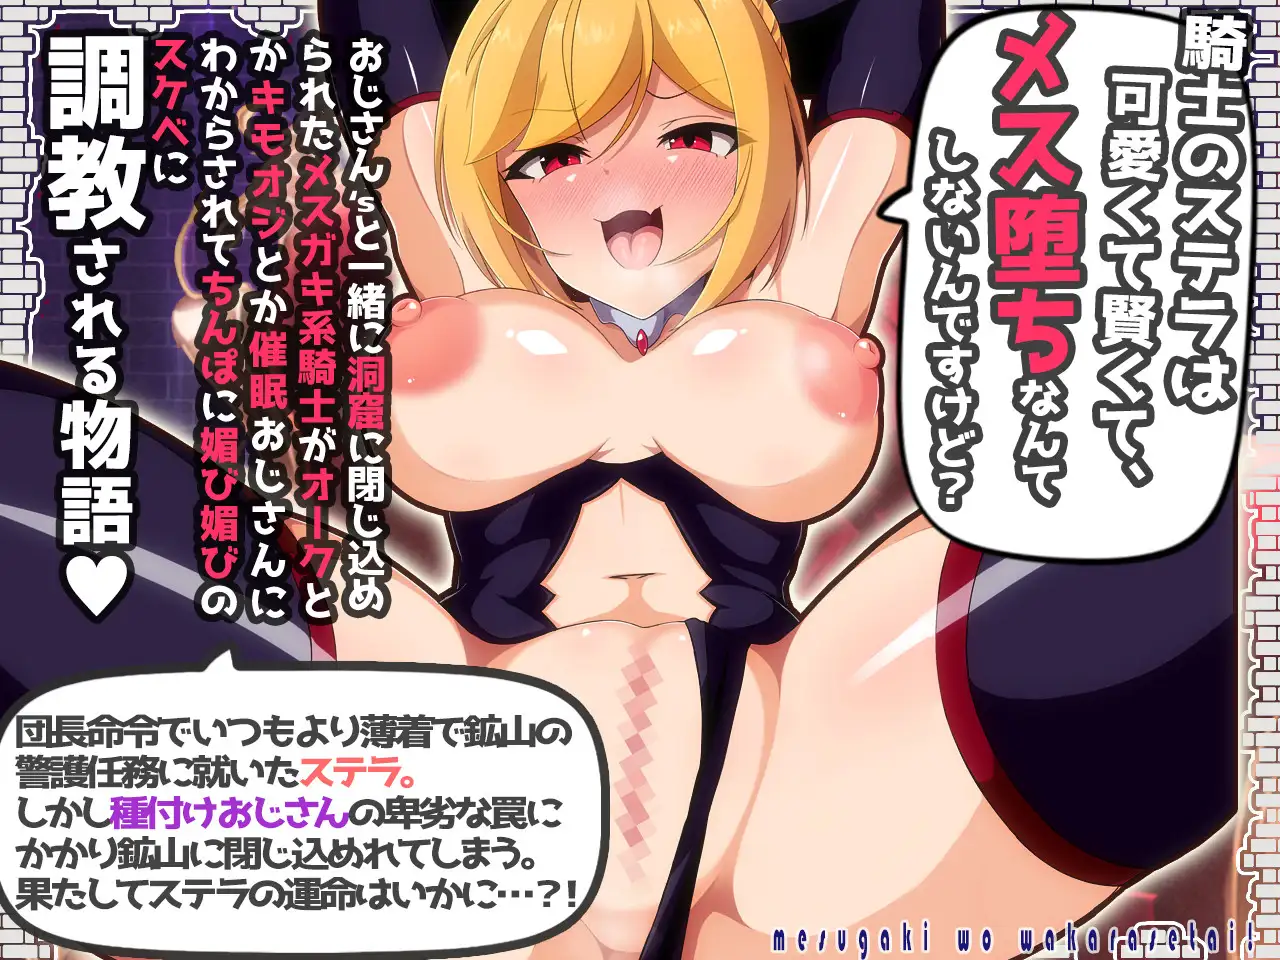 騎士のステラは
可愛くて賢くて、
メス堕ちなんて
しないんですけど？
おじさん'sと一緒に洞窟に閉じ込め
られたメスガキ系騎士がオークと
かキモオジとか催眠おじさんに
わからされてちんぽに媚び媚びの
スケベに
調教される物語♥
団長命令でいつもより薄着で鉱山の
警護任務に就いたステラ。
しかし種付けおじさんの卑劣な罠に
かかり鉱山に閉じ込めれてしまう。
果たしてステラの運命はいかに…?!
mesugaki wo wakarasetai!